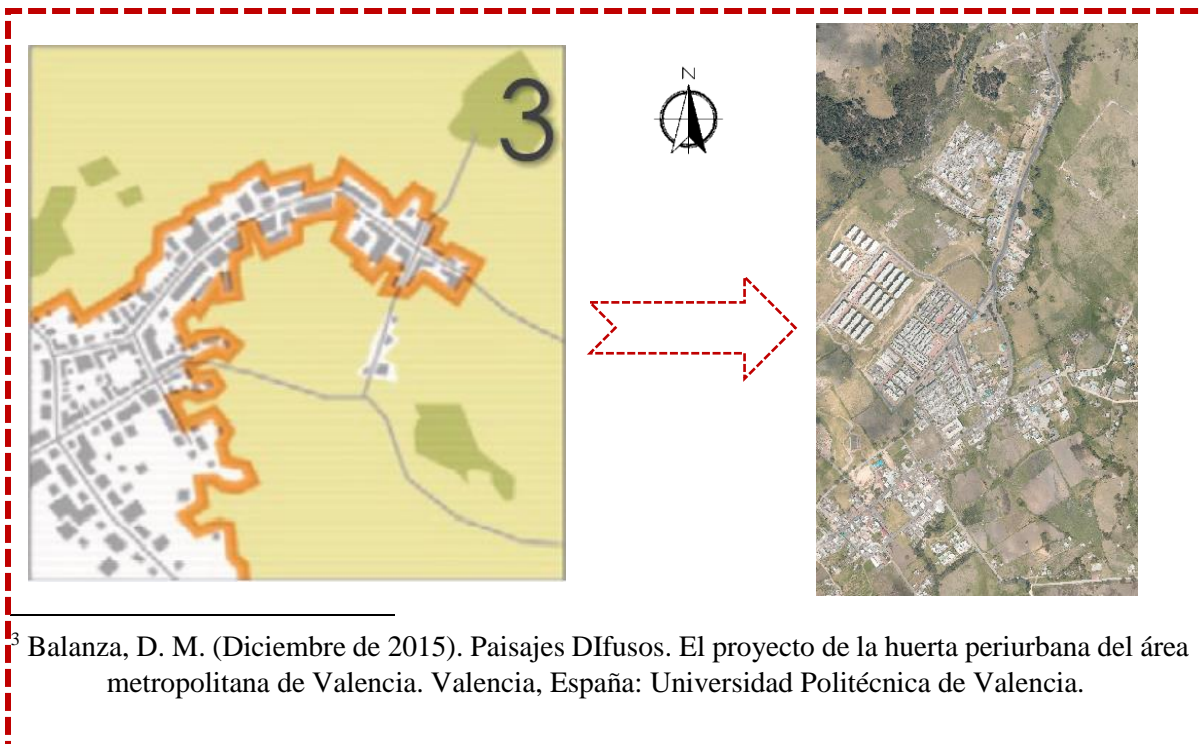 3
N
3 Balanza, D. M. (Diciembre de 2015). Paisajes DIfusos. El proyecto de la huerta periurbana del área
metropolitana de Valencia. Valencia, España: Universidad Politécnica de Valencia.